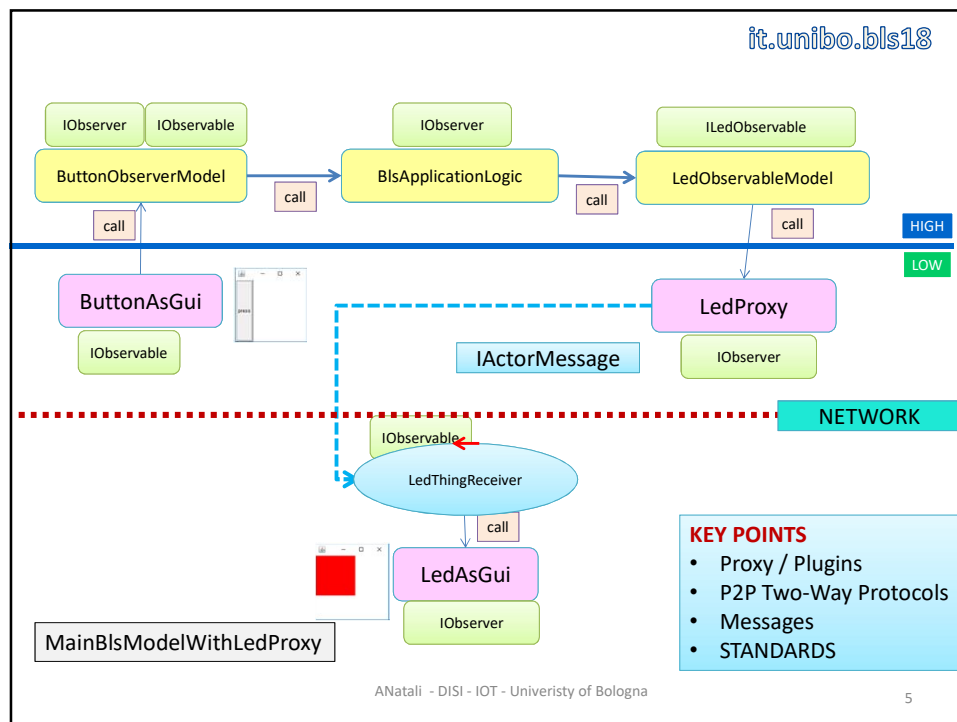 it.unibo.bls18
IObserver
IObservable
IObserver
ILedObservable
ButtonObserverModel
BlsApplicationLogic
LedObservableModel
call
call
call
call
HIGH
LOW
ButtonAsGui
press
LedProxy
IObservable
IActorMessage
IObserver
NETWORK
IObservable
LedThingReceiver
call
LedAsGui
IObserver
KEY POINTS
• Proxy / Plugins
• P2P Two-Way Protocols
• Messages
• STANDARDS
MainBlsModelWithLedProxy
ANatali - DISI - IOT - Univeristy of Bologna
5